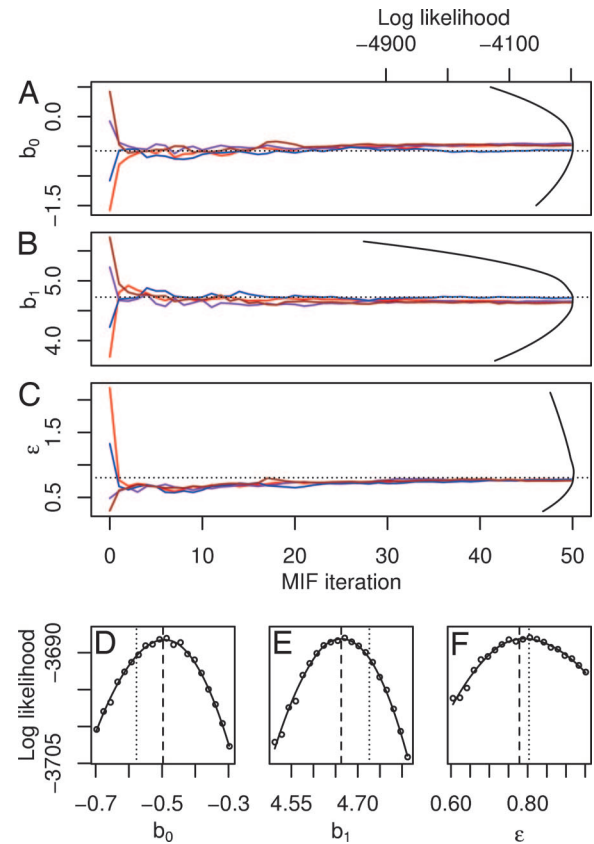 Log likelihood
−4900 −4100
A
b0
0.0
−1.5
B
b1
5.0
4.0
C
ε
1.5
0.5
0 10 20 30 40 50
MIF iteration
D E F
Log likelihood
−3690
−3705
−0.7 −0.5 −0.3 4.55 4.70 0.60 0.80
b0 b1 ε